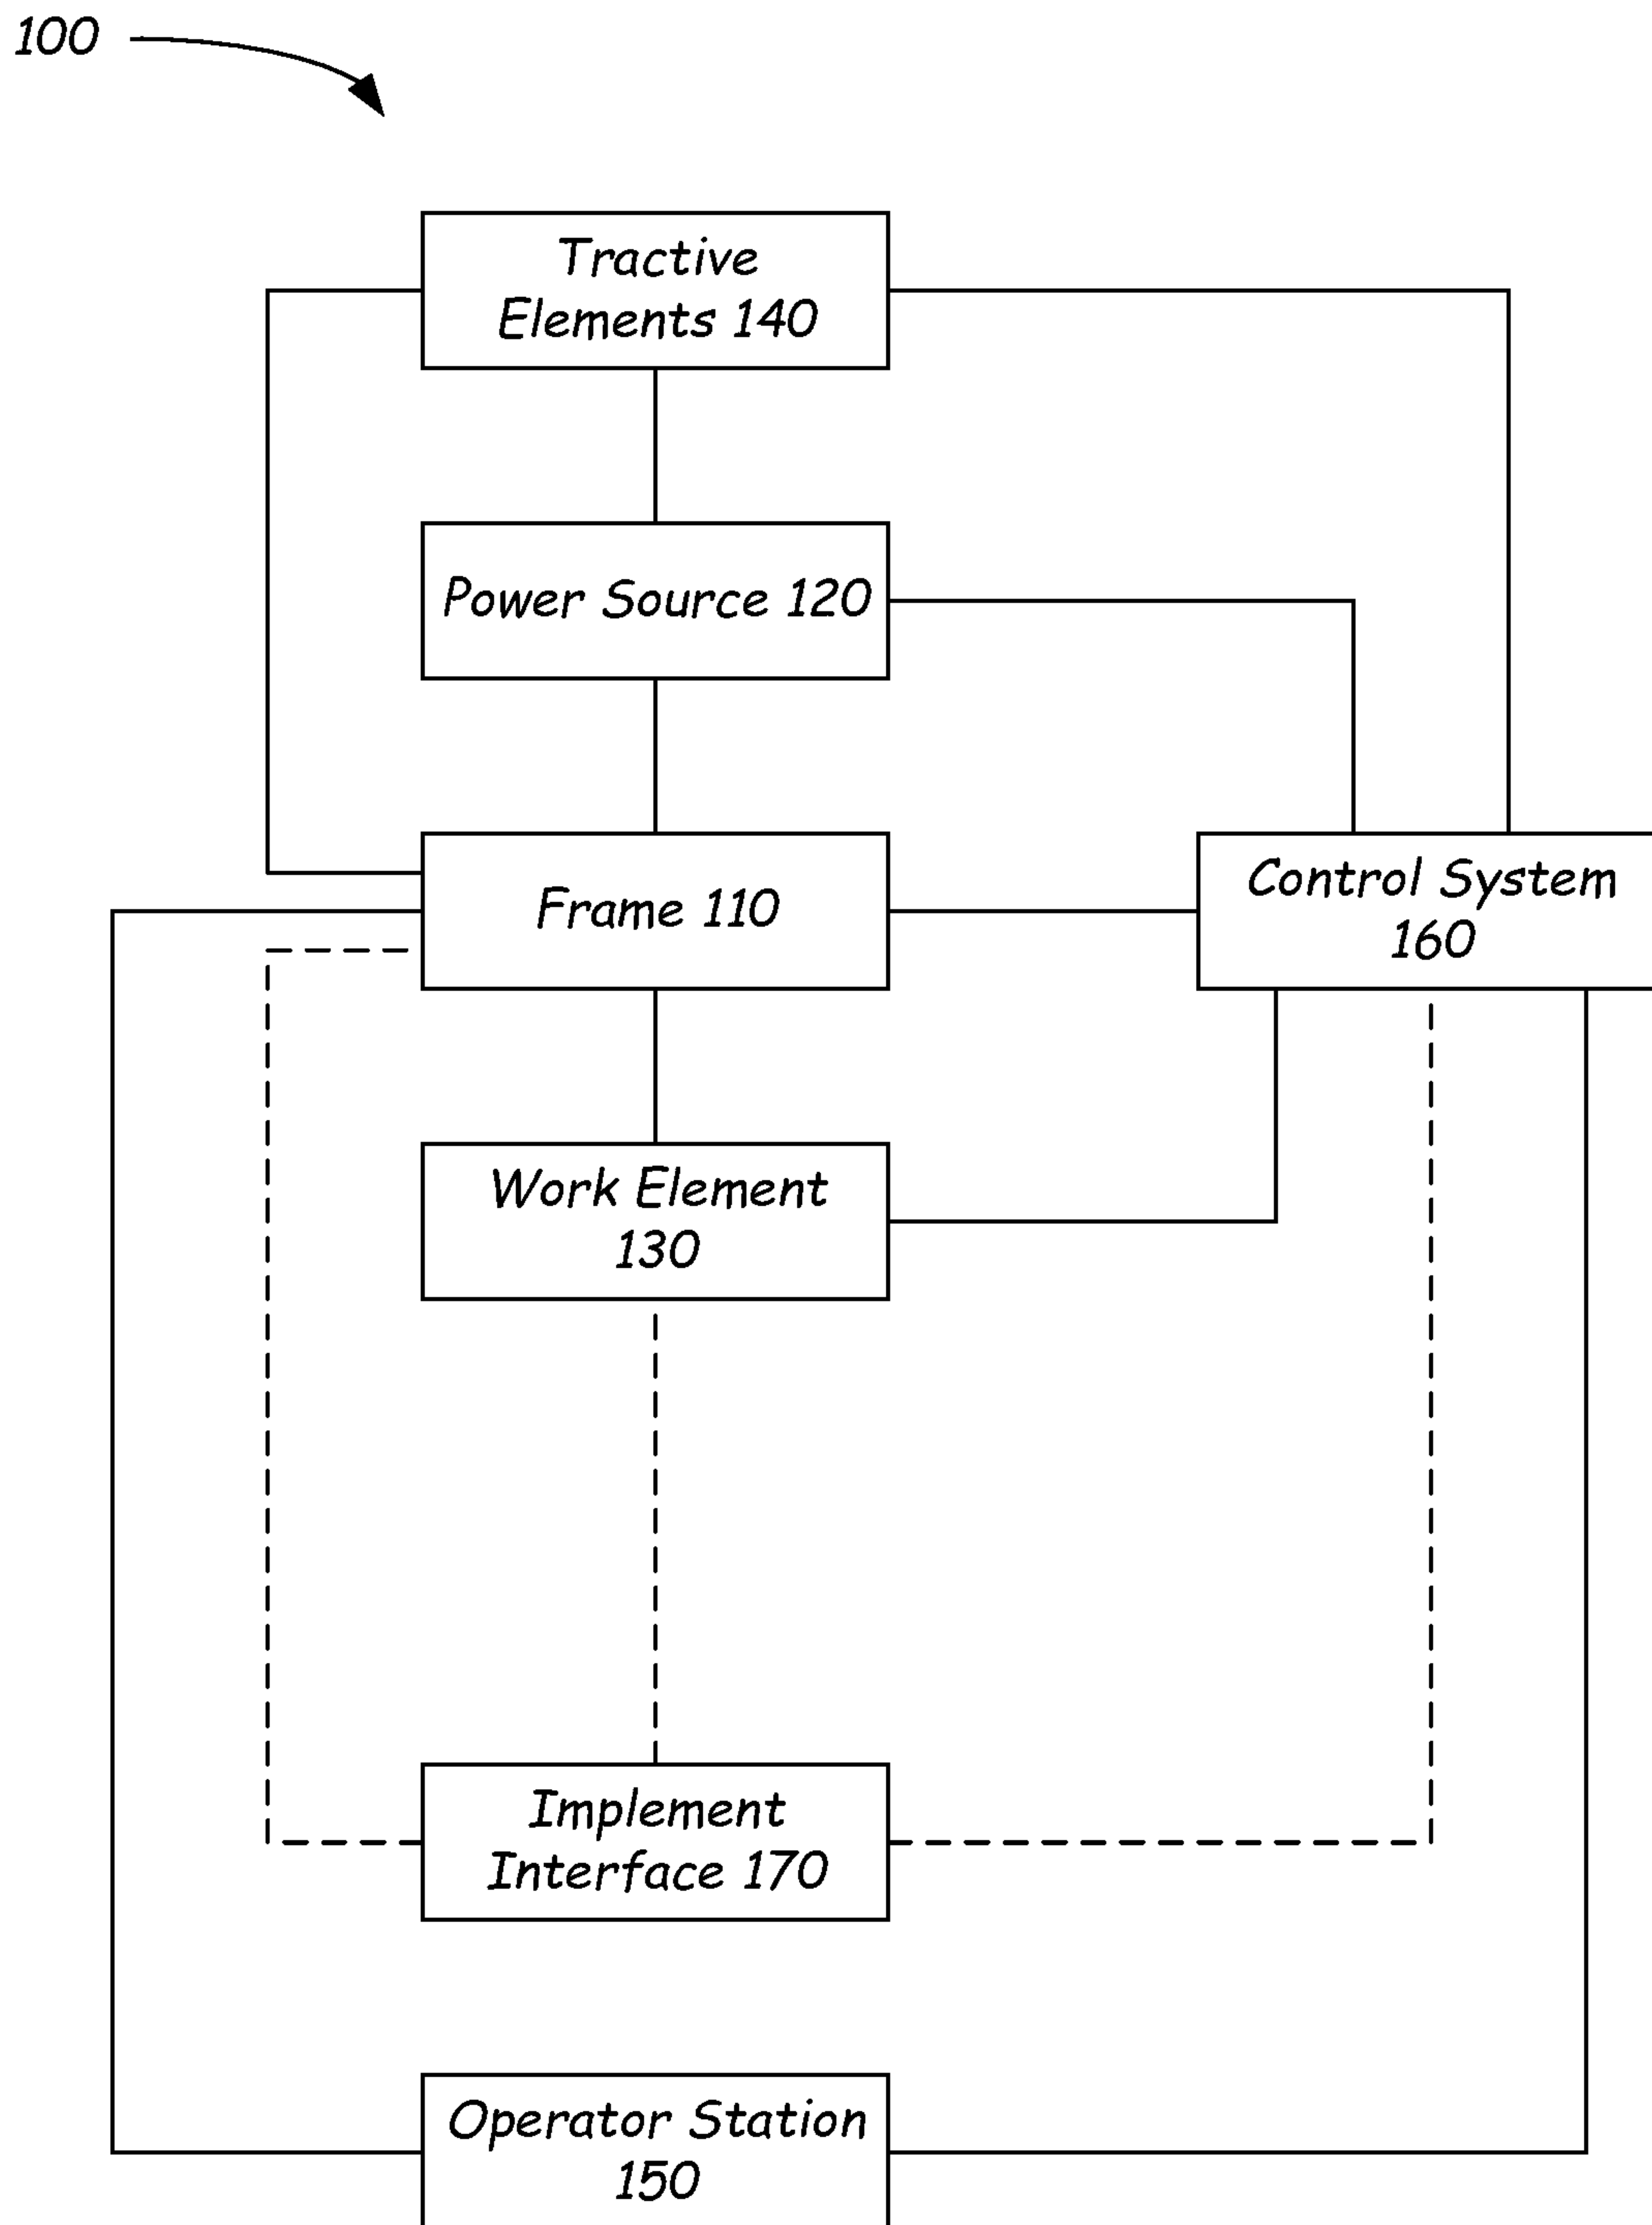 100
Tractive
Elements 140
Power Source 120
Frame 110
Control System
160
Work Element
130
Implement
Interface 170
Operator Station
150